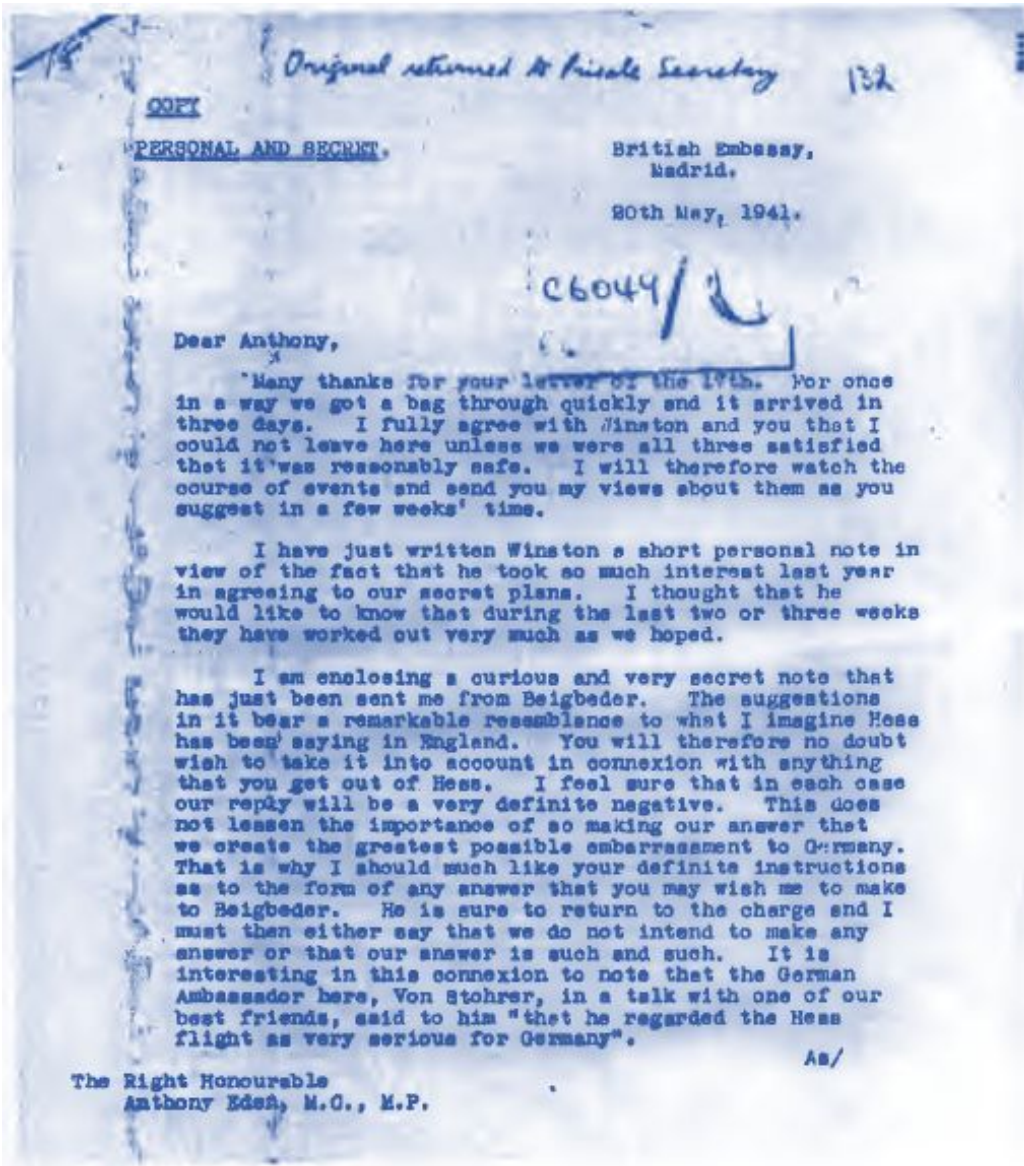 Original returned to Private Secretary
132
COPY
PERSONAL AND SECRET.
British Embassy,
Madrid.
20th May, 1941.
C6049/
Dear Anthony,
Many thanks for your letter of the 17th. For once
in a way we got a bag through quickly and it arrived in
three days. I fully agree with Winston and you that I
could not leave here unless we were all three satisfied
that it was reasonably safe. I will therefore watch the
course of events and send you my views about them as you
suggest in a few weeks' time.
I have just written Winston a short personal note in
view of the fact that he took so much interest last year
in agreeing to our secret plans. I thought that he
would like to know that during the last two or three weeks
they have worked out very much as we hoped.
I am enclosing a curious and very secret note that
has just been sent me from Beigbeder. The suggestions
in it bear a remarkable resemblance to what I imagine Hess
has been saying in England. You will therefore no doubt
wish to take it into account in connexion with anything
that you get out of Hess. I feel sure that in each case
our reply will be a very definite negative. This does
not lessen the importance of so making our answer that
we create the greatest possible embarrassment to Germany.
That is why I should much like your definite instructions
as to the form of any answer that you may wish me to make
to Beigbeder. He is sure to return to the charge and I
must then either say that we do not intend to make any
answer or that our answer is such and such. It is
interesting in this connexion to note that the German
Ambassador here, Von Stohrer, in a talk with one of our
best friends, said to him "that he regarded the Hess
flight as very serious for Germany".
As/
The Right Honourable
Anthony Eden, M.C., M.P.